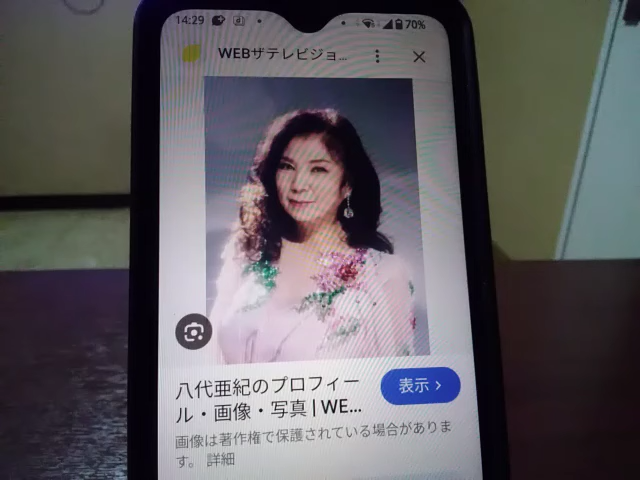 14:29
70%
WEBザテレビジョ...
八代亜紀のプロフィー
ル・画像・写真 | WE...
表示 ›
画像は著作権で保護されている場合がありま
す。 詳細